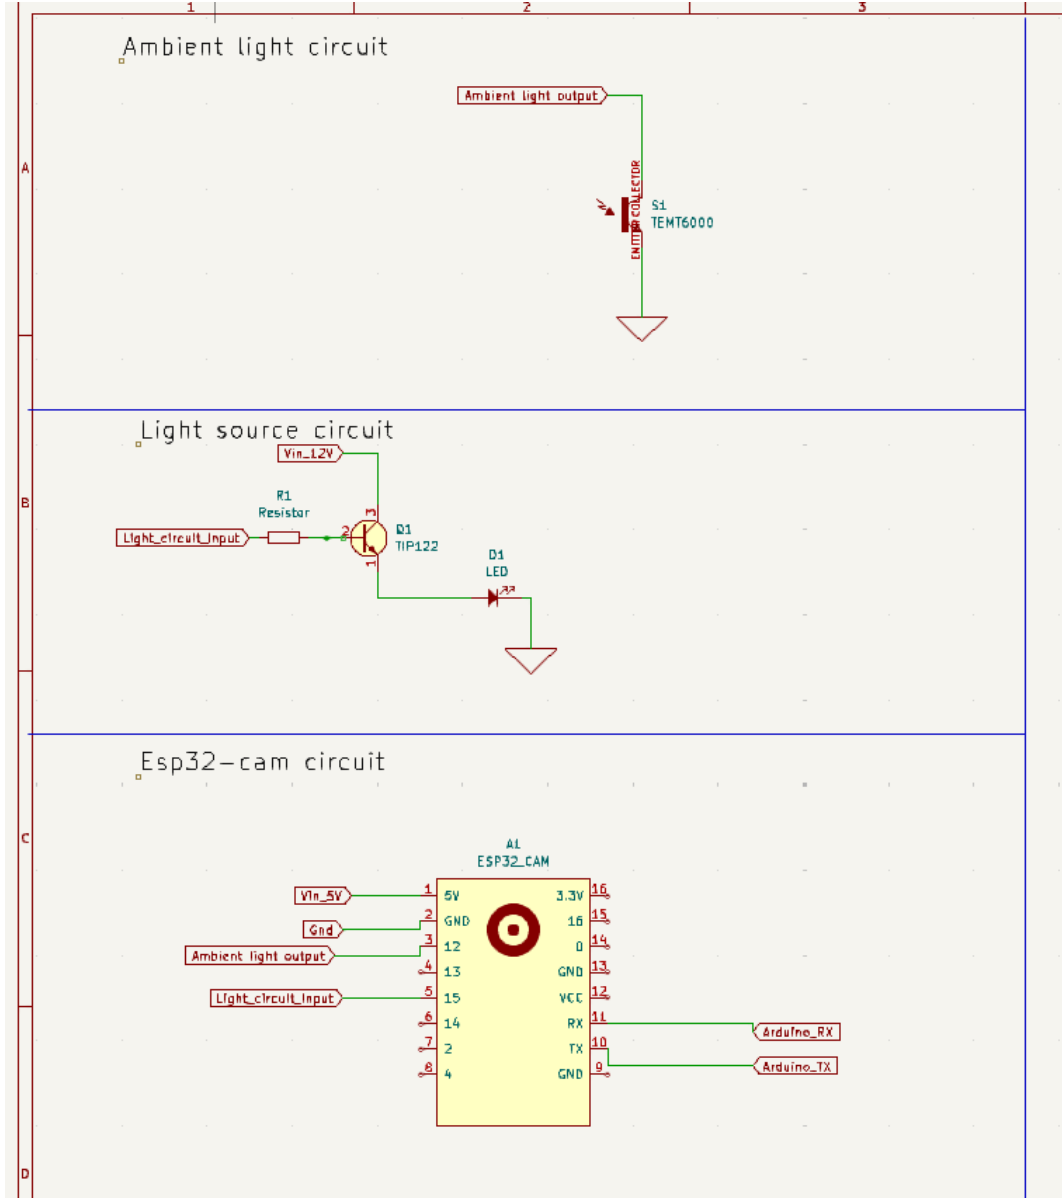 1 2 3
Ambient light circuit
Ambient light output
A
COLLECTOR
EMITTER
S1
TEMT6000
Light source circuit
Vin_12V
B
R1
Resistor
3
Light_circuit_input
2
Q1
TIP122
1
D1
LED
Esp32-cam circuit
C
A1
ESP32_CAM
Vin_5V 1 5V 3.3V 16
Gnd 2 GND 16 15
Ambient light output 3 12 0 14
4 13 GND 13
Light_circuit_input 5 15 VCC 12
6 14 RX 11 Arduino_RX
7 2 TX 10 Arduino_TX
8 4 GND 9
D